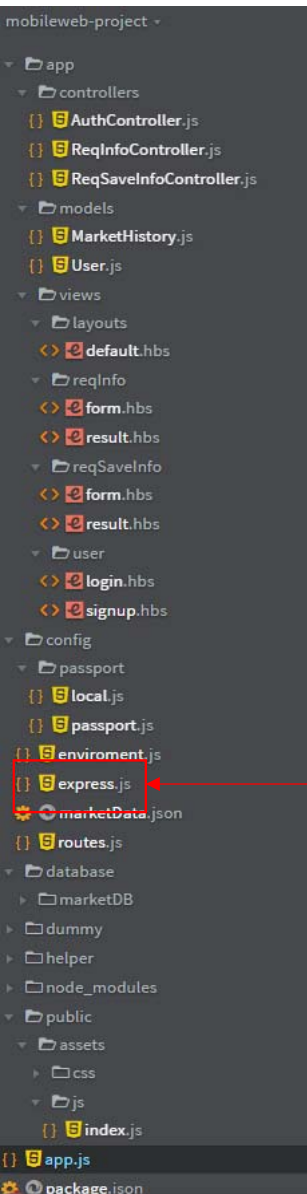 mobileweb-project
app
controllers
AuthController.js
ReqInfoController.js
ReqSaveInfoController.js
models
MarketHistory.js
User.js
views
layouts
default.hbs
reqInfo
form.hbs
result.hbs
reqSaveInfo
form.hbs
result.hbs
user
login.hbs
signup.hbs
config
passport
local.js
passport.js
enviroment.js
express.js
marketData.json
routes.js
database
marketDB
dummy
helper
node_modules
public
assets
css
js
index.js
app.js
package.json